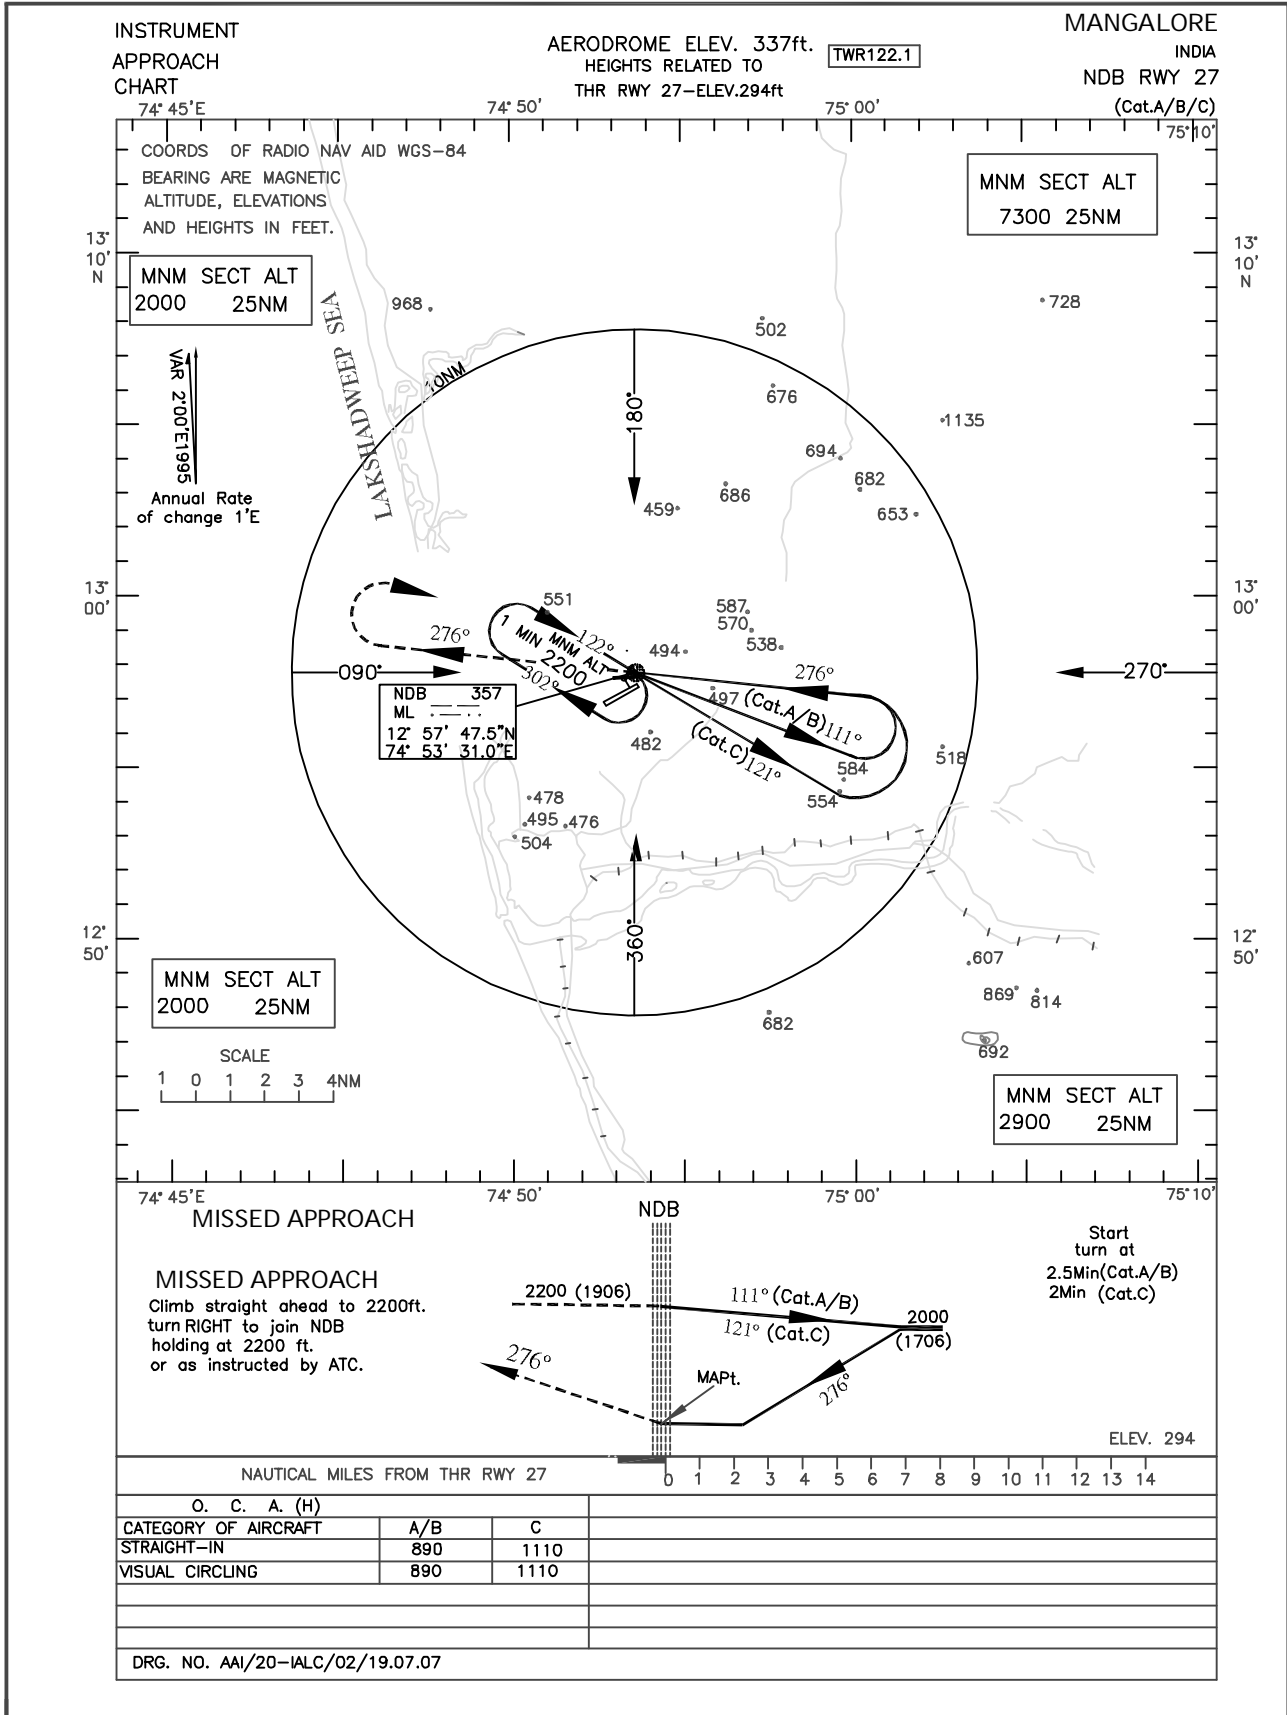 INSTRUMENT
APPROACH
CHART
AERODROME ELEV. 337ft.
HEIGHTS RELATED TO
THR RWY 27-ELEV.294ft
TWR122.1
MANGALORE
INDIA
NDB RWY 27
(Cat.A/B/C)
74° 45'E
74° 50'
75° 00'
75° 10'
COORDS OF RADIO NAV AID WGS-84
BEARING ARE MAGNETIC
ALTITUDE, ELEVATIONS
AND HEIGHTS IN FEET.
MNM SECT ALT
7300 25NM
13°
10'
N
13°
10'
N
MNM SECT ALT
2000 25NM
LAKSHADWEEP SEA
VAR 2°00'E1995
Annual Rate
of change 1'E
968
728
502
10NM
676
180°
1135
694
682
686
459
653
13°
00'
13°
00'
551
587
570
538
494
1 MIN
MNM ALT
2200
122°
302°
276°
276°
090°
270°
NDB 357
ML
12° 57' 47.5"N
74° 53' 31.0"E
497
(Cat.A/B)111°
(Cat.C)121°
482
518
584
554
478
495
476
504
360°
12°
50'
12°
50'
607
869
814
682
692
MNM SECT ALT
2000 25NM
SCALE
1 0 1 2 3 4NM
MNM SECT ALT
2900 25NM
74° 45'E
74° 50'
75° 00'
75° 10'
MISSED APPROACH
NDB
MISSED APPROACH
Climb straight ahead to 2200ft.
turn RIGHT to join NDB
holding at 2200 ft.
or as instructed by ATC.
2200 (1906)
111° (Cat.A/B)
121° (Cat.C)
2000
(1706)
Start
turn at
2.5Min(Cat.A/B)
2Min (Cat.C)
276°
MAPt.
276°
ELEV. 294
NAUTICAL MILES FROM THR RWY 27
0 1 2 3 4 5 6 7 8 9 10 11 12 13 14
O. C. A. (H)
CATEGORY OF AIRCRAFT A/B C
STRAIGHT-IN 890 1110
VISUAL CIRCLING 890 1110
DRG. NO. AAI/20-IALC/02/19.07.07